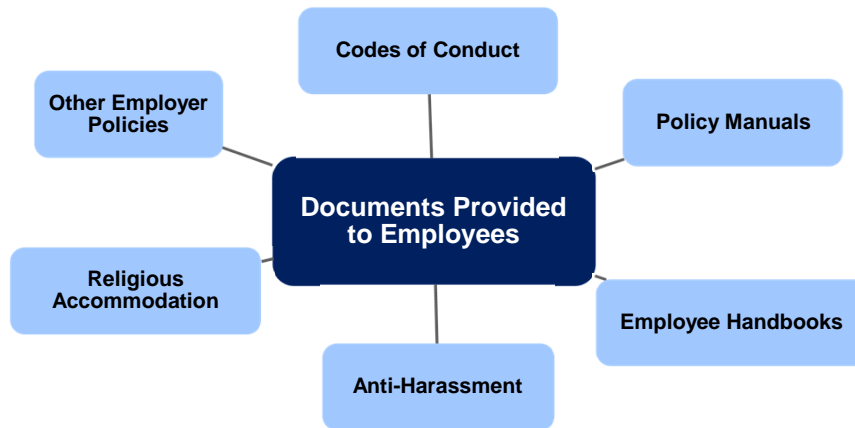 Codes of Conduct
Other Employer
Policies
Policy Manuals
Documents Provided
to Employees
Religious
Accommodation
Employee Handbooks
Anti-Harassment